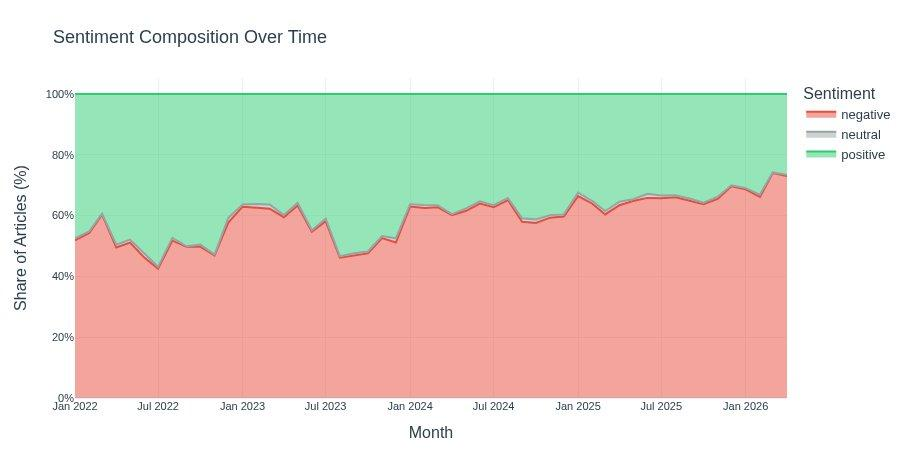 Sentiment Composition Over Time
Sentiment
negative
neutral
positive
Share of Articles (%)
100%
80%
60%
40%
20%
0%
Jan 2022 Jul 2022 Jan 2023 Jul 2023 Jan 2024 Jul 2024 Jan 2025 Jul 2025 Jan 2026
Month